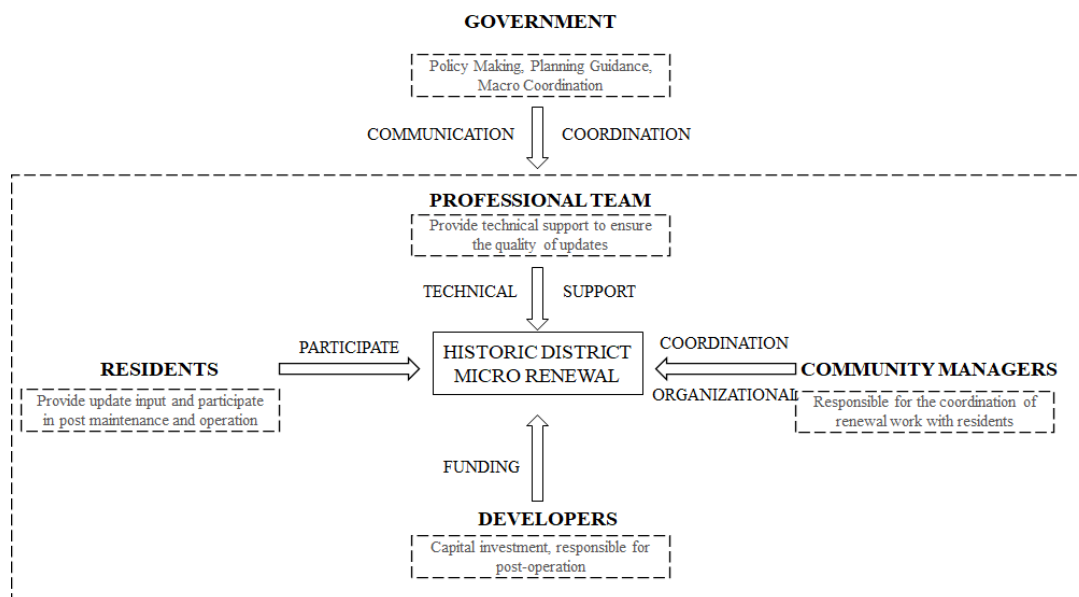 GOVERNMENT
Policy Making, Planning Guidance,
Macro Coordination
COMMUNICATION
COORDINATION
PROFESSIONAL TEAM
Provide technical support to ensure
the quality of updates
TECHNICAL
SUPPORT
PARTICIPATE
HISTORIC DISTRICT
MICRO RENEWAL
COORDINATION
RESIDENTS
COMMUNITY MANAGERS
Provide update input and participate
in post maintenance and operation
ORGANIZATIONAL
Responsible for the coordination of
renewal work with residents
FUNDING
DEVELOPERS
Capital investment, responsible for
post-operation